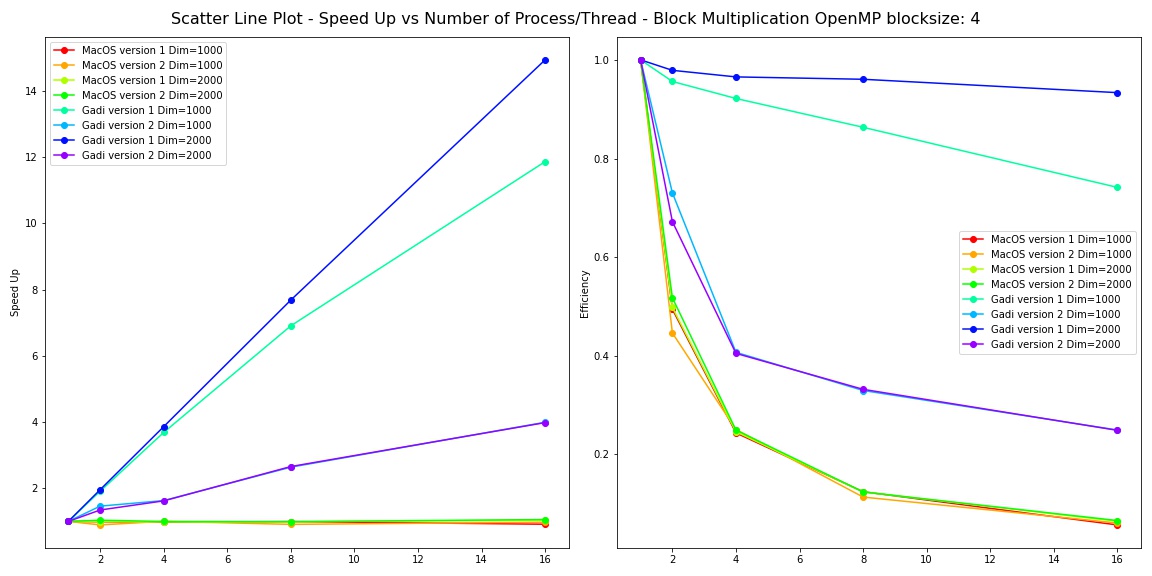 Scatter Line Plot - Speed Up vs Number of Process/Thread - Block Multiplication OpenMP blocksize: 4
MacOS version 1 Dim=1000
MacOS version 2 Dim=1000
MacOS version 1 Dim=2000
MacOS version 2 Dim=2000
Gadi version 1 Dim=1000
Gadi version 2 Dim=1000
Gadi version 1 Dim=2000
Gadi version 2 Dim=2000
Speed Up
14
12
10
8
6
4
2
2
4
6
8
10
12
14
16
Efficiency
1.0
0.8
0.6
0.4
0.2
MacOS version 1 Dim=1000
MacOS version 2 Dim=1000
MacOS version 1 Dim=2000
MacOS version 2 Dim=2000
Gadi version 1 Dim=1000
Gadi version 2 Dim=1000
Gadi version 1 Dim=2000
Gadi version 2 Dim=2000
2
4
6
8
10
12
14
16